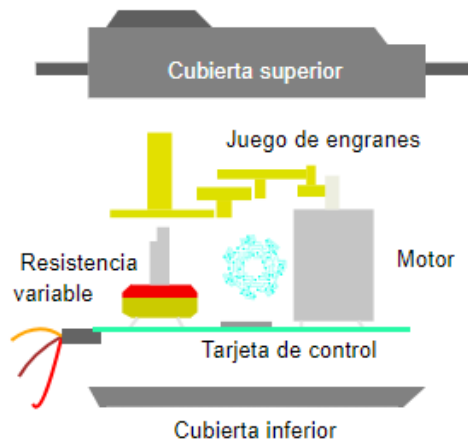 Cubierta superior
Juego de engranes
Resistencia
variable
Motor
Tarjeta de control
Cubierta inferior